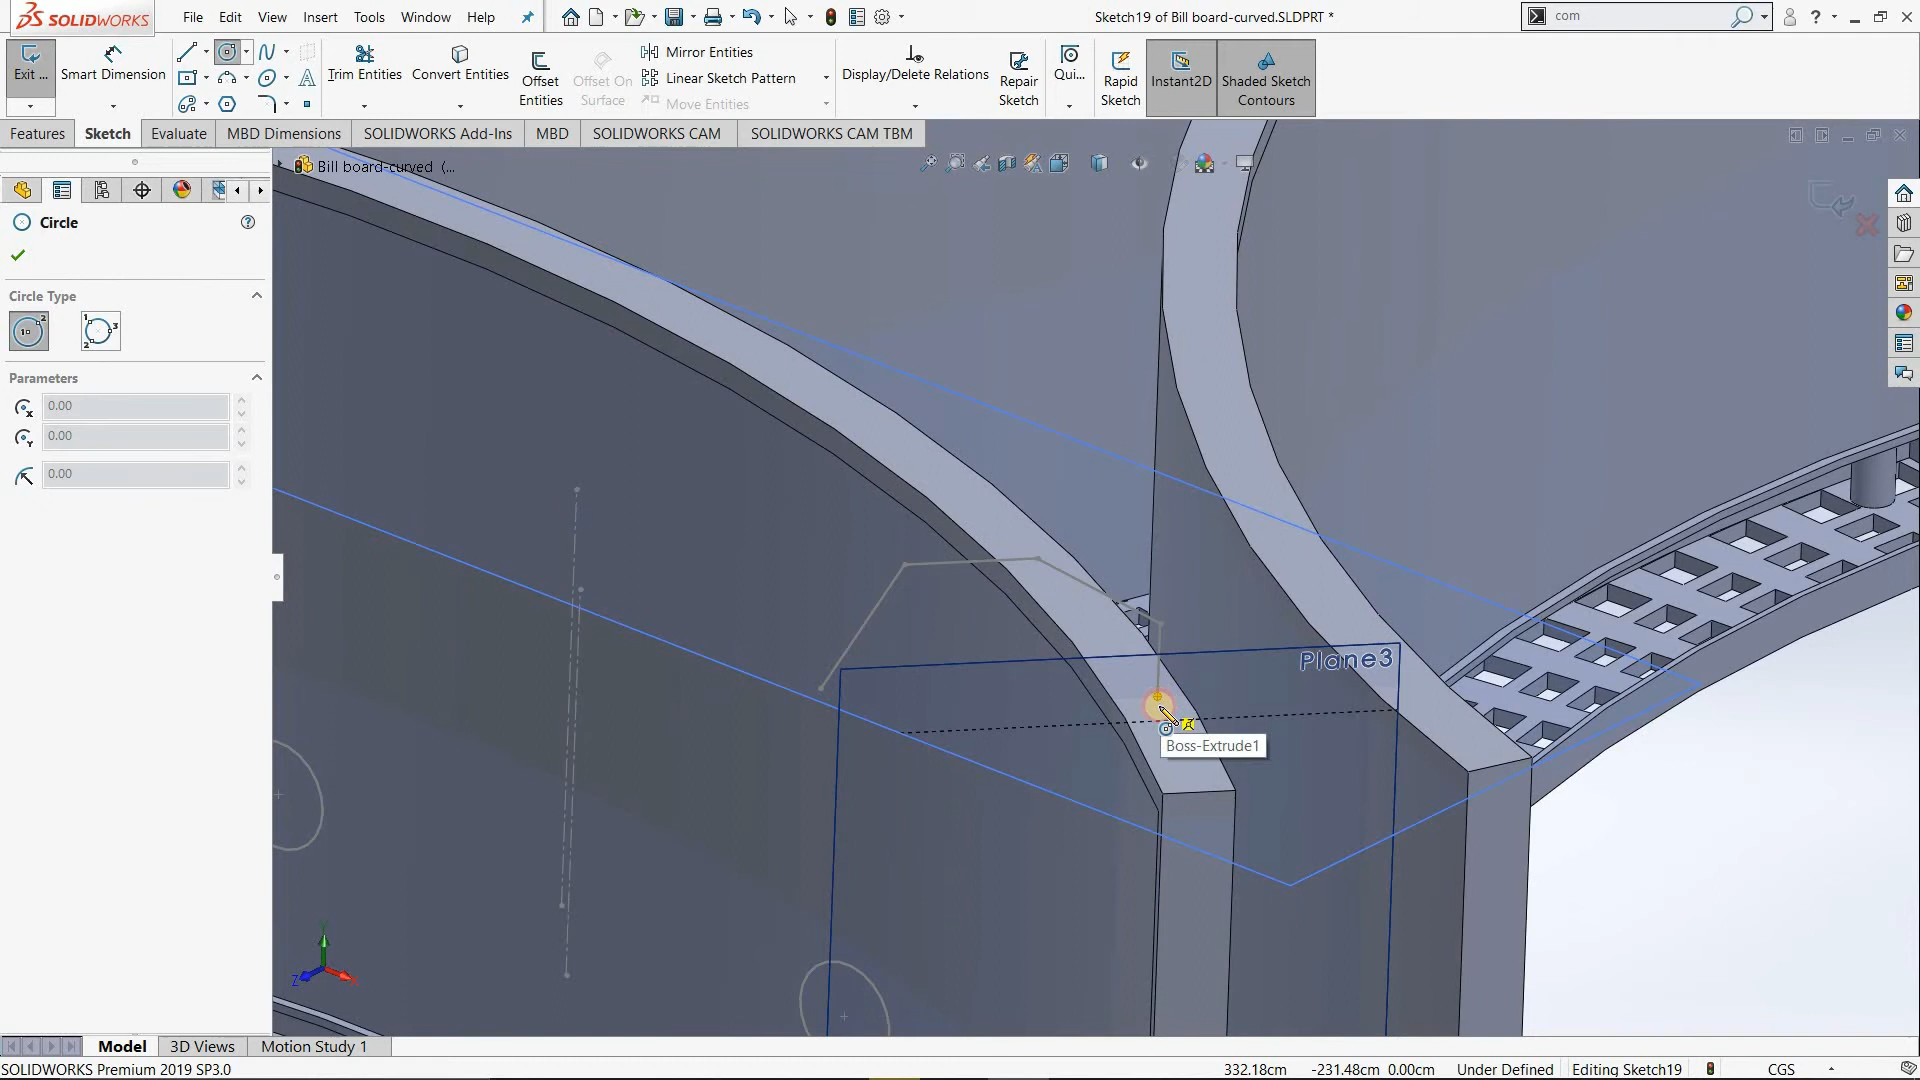 SOLIDWORKS
File Edit View Insert Tools Window Help
Sketch19 of Bill board-curved.SLDPRT *
com
Exit ...
Smart Dimension
Trim Entities
Convert Entities
Offset Entities
Offset On Surface
Mirror Entities
Linear Sketch Pattern
Move Entities
Display/Delete Relations
Repair Sketch
Qui...
Rapid Sketch
Instant2D
Shaded Sketch Contours
Features Sketch Evaluate MBD Dimensions SOLIDWORKS Add-Ins MBD SOLIDWORKS CAM SOLIDWORKS CAM TBM
Bill board-curved (...
Circle
Circle Type
Parameters
0.00
0.00
0.00
Plane3
Boss-Extrude1
Y
Z
X
Model 3D Views Motion Study 1
SOLIDWORKS Premium 2019 SP3.0
332.18cm -231.48cm 0.00cm Under Defined Editing Sketch19 CGS